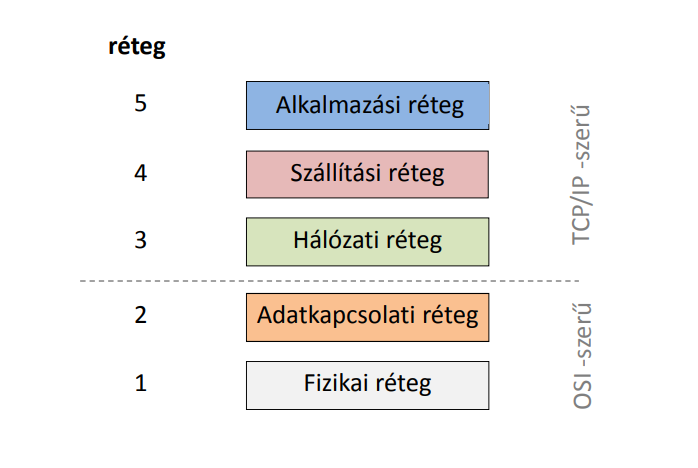 réteg
5
Alkalmazási réteg
4
Szállítási réteg
3
Hálózati réteg
TCP/IP -szerű
2
Adatkapcsolati réteg
1
Fizikai réteg
OSI -szerű